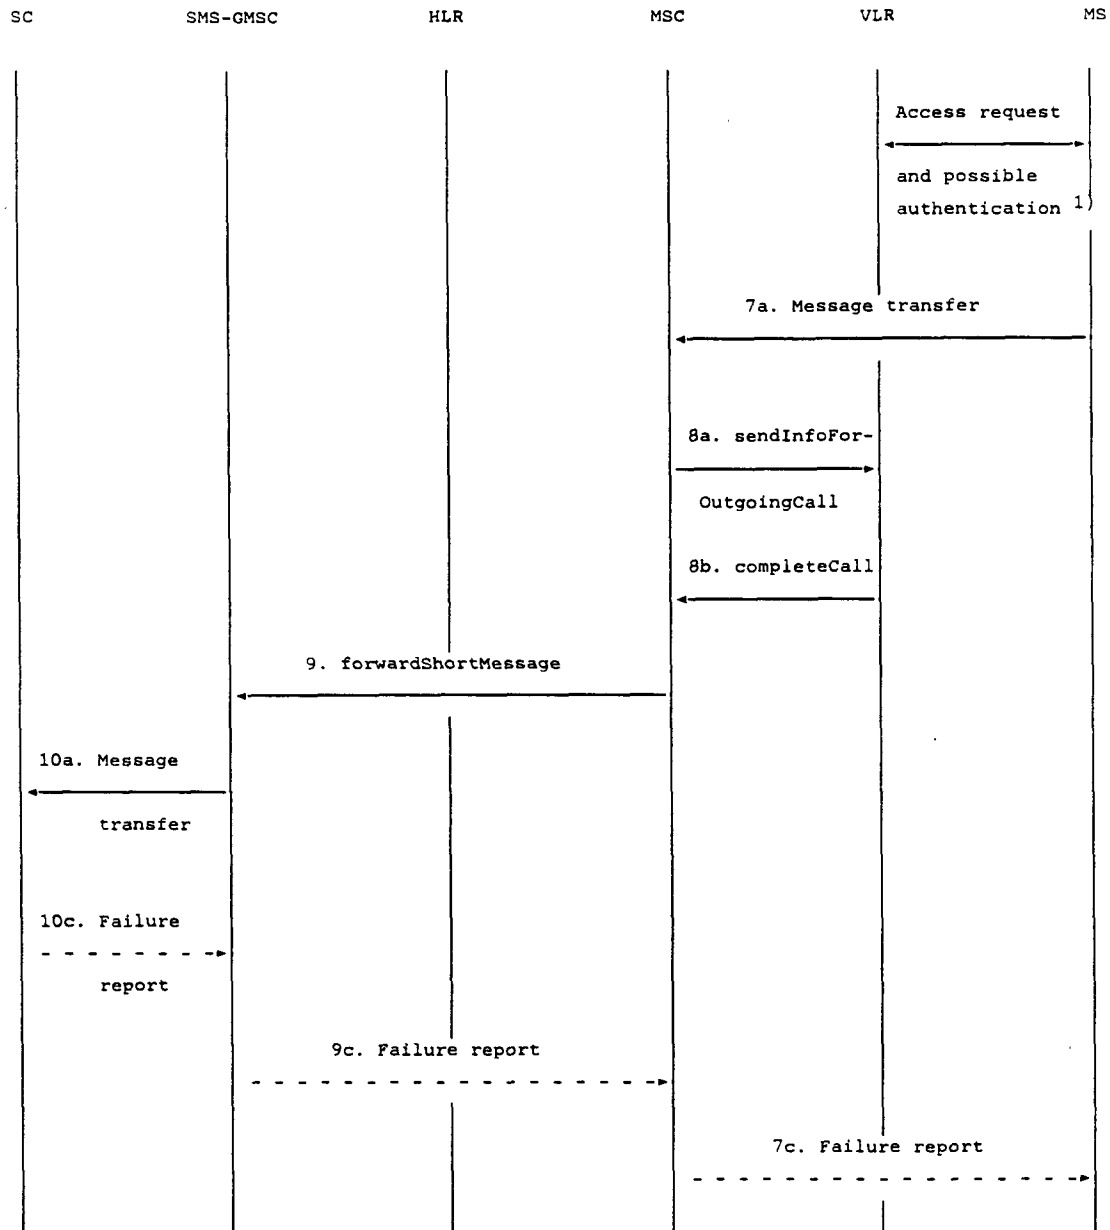 SC SMS-GMSC HLR MSC VLR MS
Access request
and possible
authentication 1)
7a. Message transfer
8a. sendInfoFor-
OutgoingCall
8b. completeCall
9. forwardShortMessage
10a. Message
transfer
10c. Failure
report
9c. Failure report
7c. Failure report